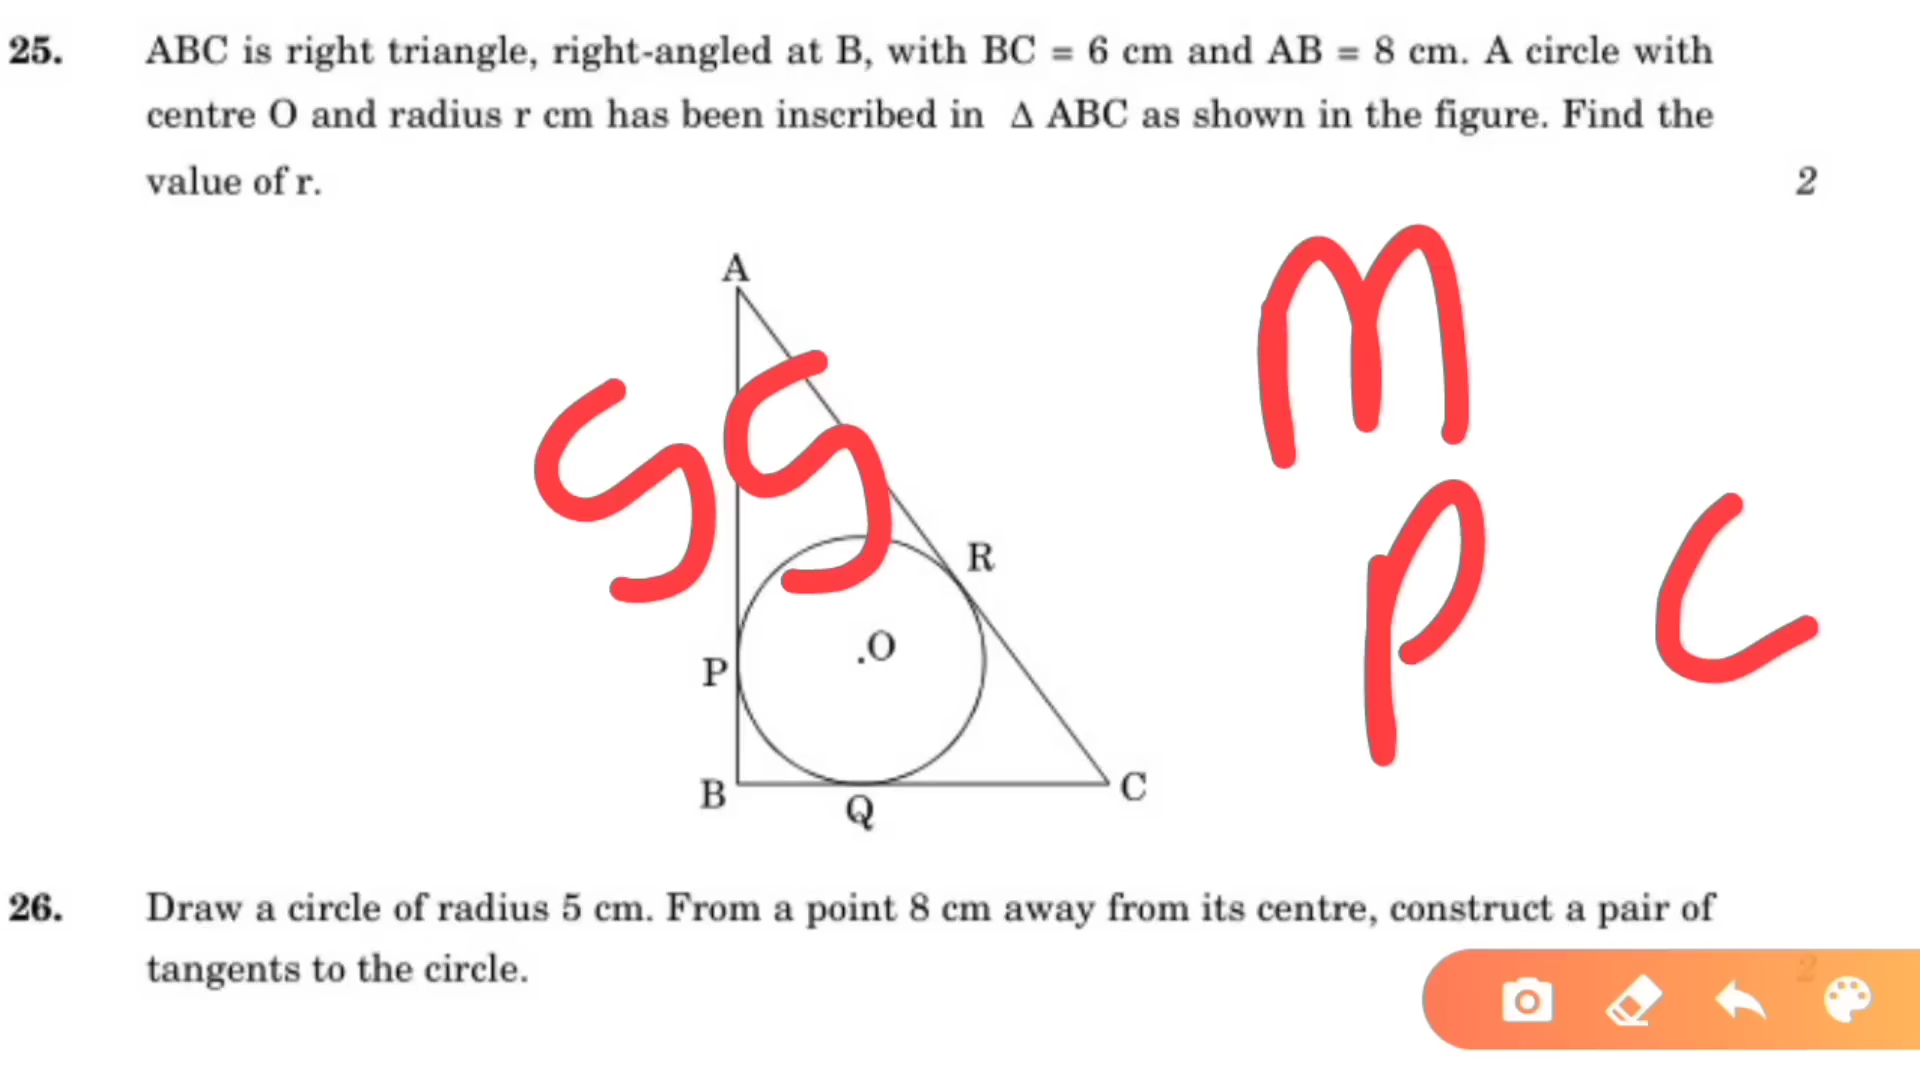 25. ABC is right triangle, right-angled at B, with BC = 6 cm and AB = 8 cm. A circle with
centre O and radius r cm has been inscribed in Δ ABC as shown in the figure. Find the
value of r. 2
A
R
.O
P
B
Q
C
SS
m
p c
26. Draw a circle of radius 5 cm. From a point 8 cm away from its centre, construct a pair of
tangents to the circle. 2